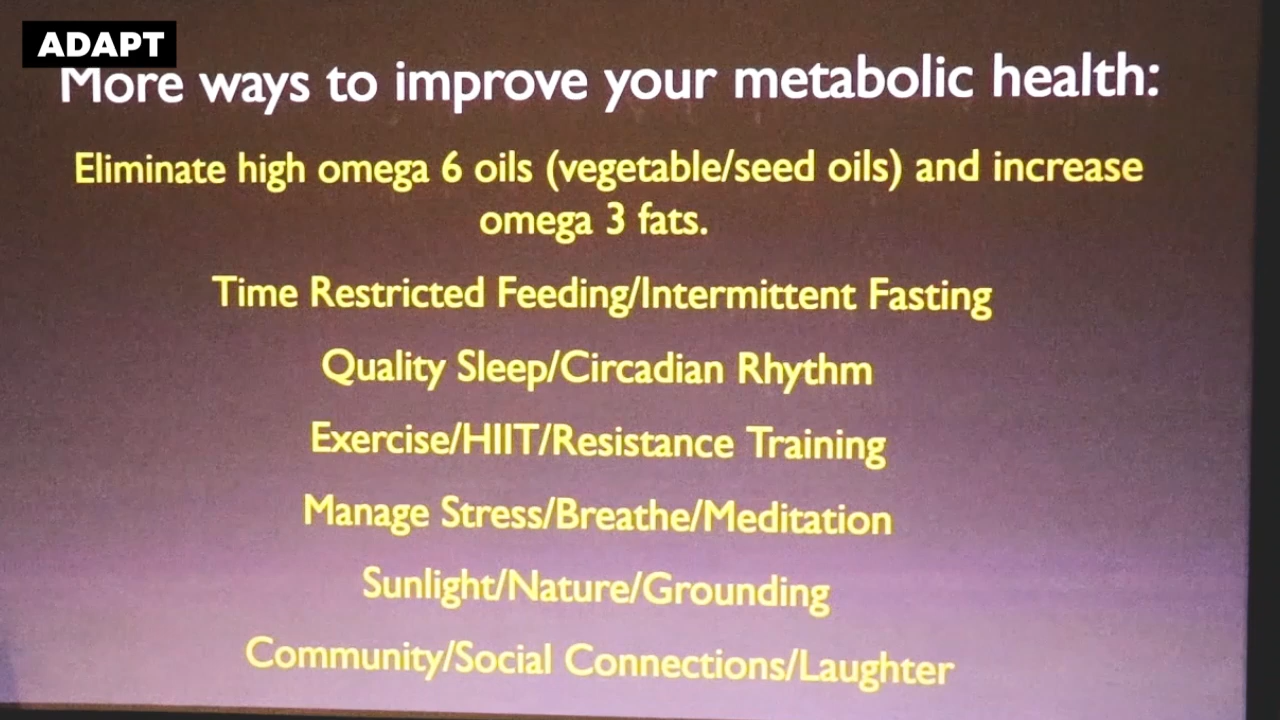 ADAPT
More ways to improve your metabolic health:
Eliminate high omega 6 oils (vegetable/seed oils) and increase
omega 3 fats.
Time Restricted Feeding/Intermittent Fasting
Quality Sleep/Circadian Rhythm
Exercise/HIIT/Resistance Training
Manage Stress/Breathe/Meditation
Sunlight/Nature/Grounding
Community/Social Connections/Laughter